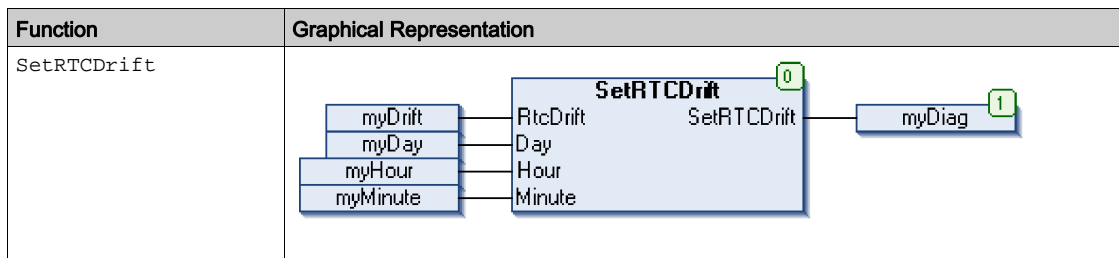 Function Graphical Representation
SetRTCDrift
0
SetRTCDrift
myDrift RtcDrift SetRTCDrift myDiag 1
myDay Day
myHour Hour
myMinute Minute